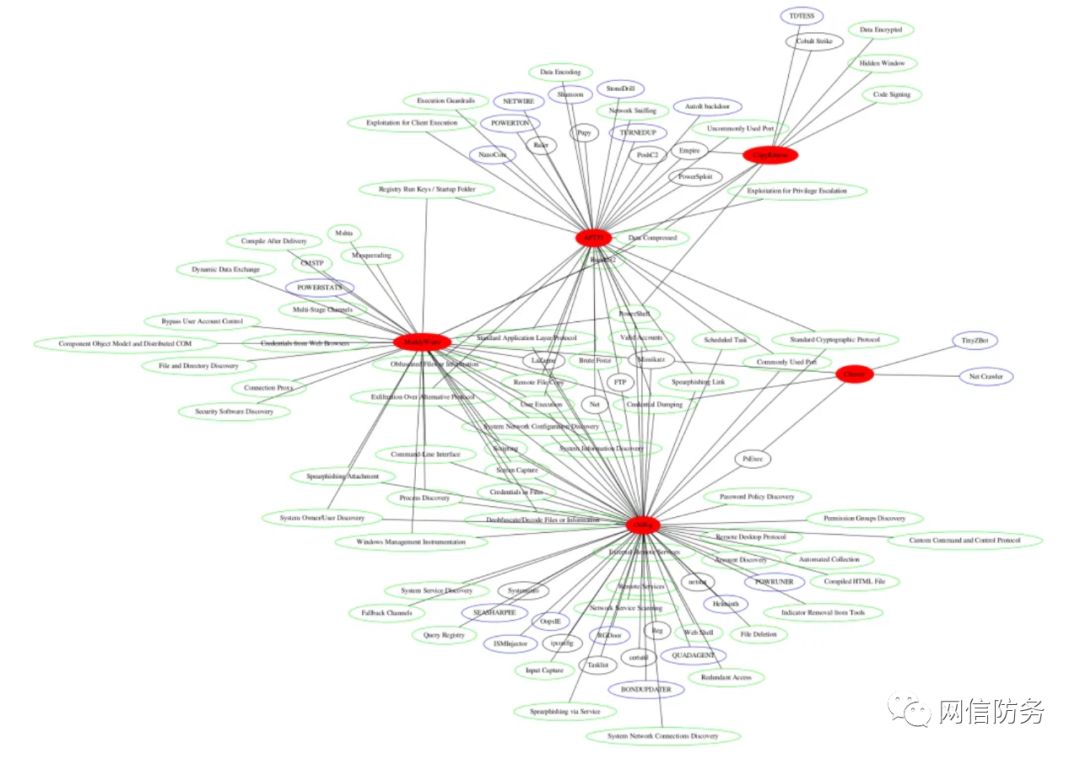 TDTESS
Cobalt Strike
Data Encrypted
Hidden Window
Code Signing
Data Encoding
StoneDrill
Shamoon
Execution Guardrails
NETWIRE
Network Sniffing
AutoIt backdoor
Exploitation for Client Execution
POWERTON
Pupy
TURNEDUP
Uncommonly Used Port
Ruler
NanoCore
PoshC2
Empire
CopyKittens
PowerSploit
Registry Run Keys / Startup Folder
Exploitation for Privilege Escalation
APT33
Data Compressed
Mshta
Compile After Delivery
Masquerading
CMSTP
Dynamic Data Exchange
POWERSTATS
Multi-Stage Channels
PowerShell
Bypass User Account Control
Component Object Model and Distributed COM
Credentials from Web Browsers
MuddyWater
Standard Application Layer Protocol
Valid Accounts
Scheduled Task
Standard Cryptographic Protocol
TinyZBot
File and Directory Discovery
Obfuscated Files or Information
LaZagne
Brute Force
Mimikatz
Commonly Used Port
Cleaver
Net Crawler
Connection Proxy
Remote File Copy
FTP
Spearphishing Link
Exfiltration Over Alternative Protocol
User Execution
Net
Credential Dumping
Security Software Discovery
System Network Configuration Discovery
Command-Line Interface
Scripting
System Information Discovery
PsExec
Spearphishing Attachment
Screen Capture
Process Discovery
Credentials in Files
Password Policy Discovery
System Owner/User Discovery
Deobfuscate/Decode Files or Information
OilRig
Permission Groups Discovery
Windows Management Instrumentation
Remote Desktop Protocol
Custom Command and Control Protocol
External Remote Services
Account Discovery
Automated Collection
System Service Discovery
Systeminfo
Remote Services
netstat
POWRUNER
Compiled HTML File
Fallback Channels
SEASHARPEE
Network Service Scanning
Helminth
Indicator Removal from Tools
Query Registry
OopsIE
RGDoor
Reg
Web Shell
File Deletion
ISMInjector
ipconfig
certutil
QUADAGENT
Input Capture
Tasklist
Redundant Access
BONDUPDATER
Spearphishing via Service
System Network Connections Discovery
网信防务